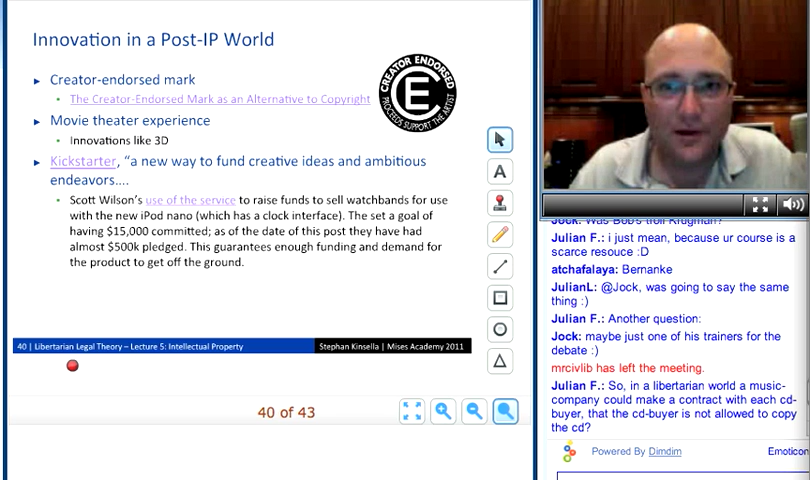 Innovation in a Post-IP World
Creator-endorsed mark
The Creator-Endorsed Mark as an Alternative to Copyright
CREATOR ENDORSED
E
PROCEEDS SUPPORT THE ARTIST
Movie theater experience
Innovations like 3D
Kickstarter, “a new way to fund creative ideas and ambitious
endeavors....
Scott Wilson’s use of the service to raise funds to sell watchbands for use
with the new iPod nano (which has a clock interface). The set a goal of
having $15,000 committed; as of the date of this post they have had
almost $500k pledged. This guarantees enough funding and demand for
the product to get off the ground.
A
40 | Libertarian Legal Theory – Lecture 5: Intellectual Property
Stephan Kinsella | Mises Academy 2011
40 of 43
Jock: Was Bob's troll Krugman?
Julian F.: i just mean, because ur course is a
scarce resouce :D
atchafalaya: Bernanke
JulianL: @Jock, was going to say the same
thing :)
Julian F.: Another question:
Jock: maybe just one of his trainers for the
debate :)
mrcivlib has left the meeting.
Julian F.: So, in a libertarian world a music-
company could make a contract with each cd-
buyer, that the cd-buyer is not allowed to copy
the cd?
Powered By Dimdim
Emoticon